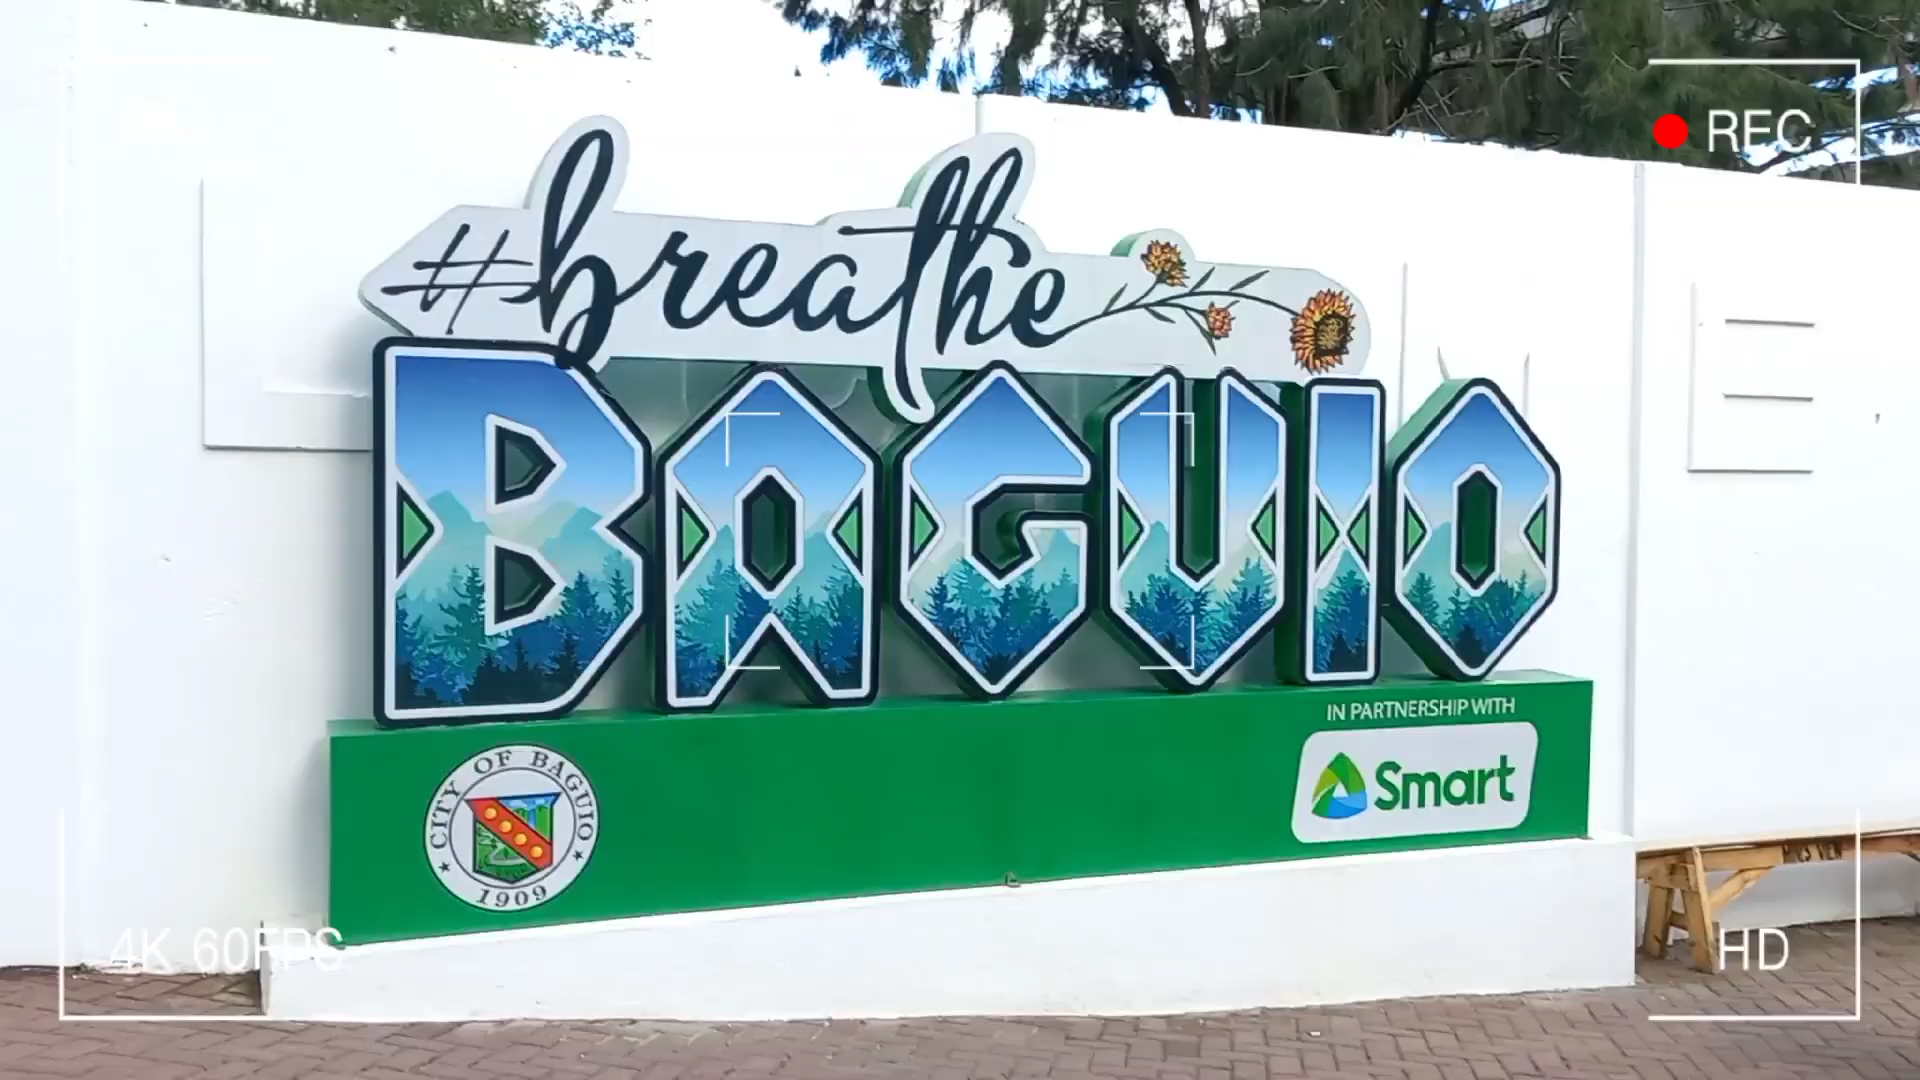 REC
#breathe
BAGUIO
IN PARTNERSHIP WITH
Smart
CITY OF BAGUIO
1909
4K 60FPS
HD